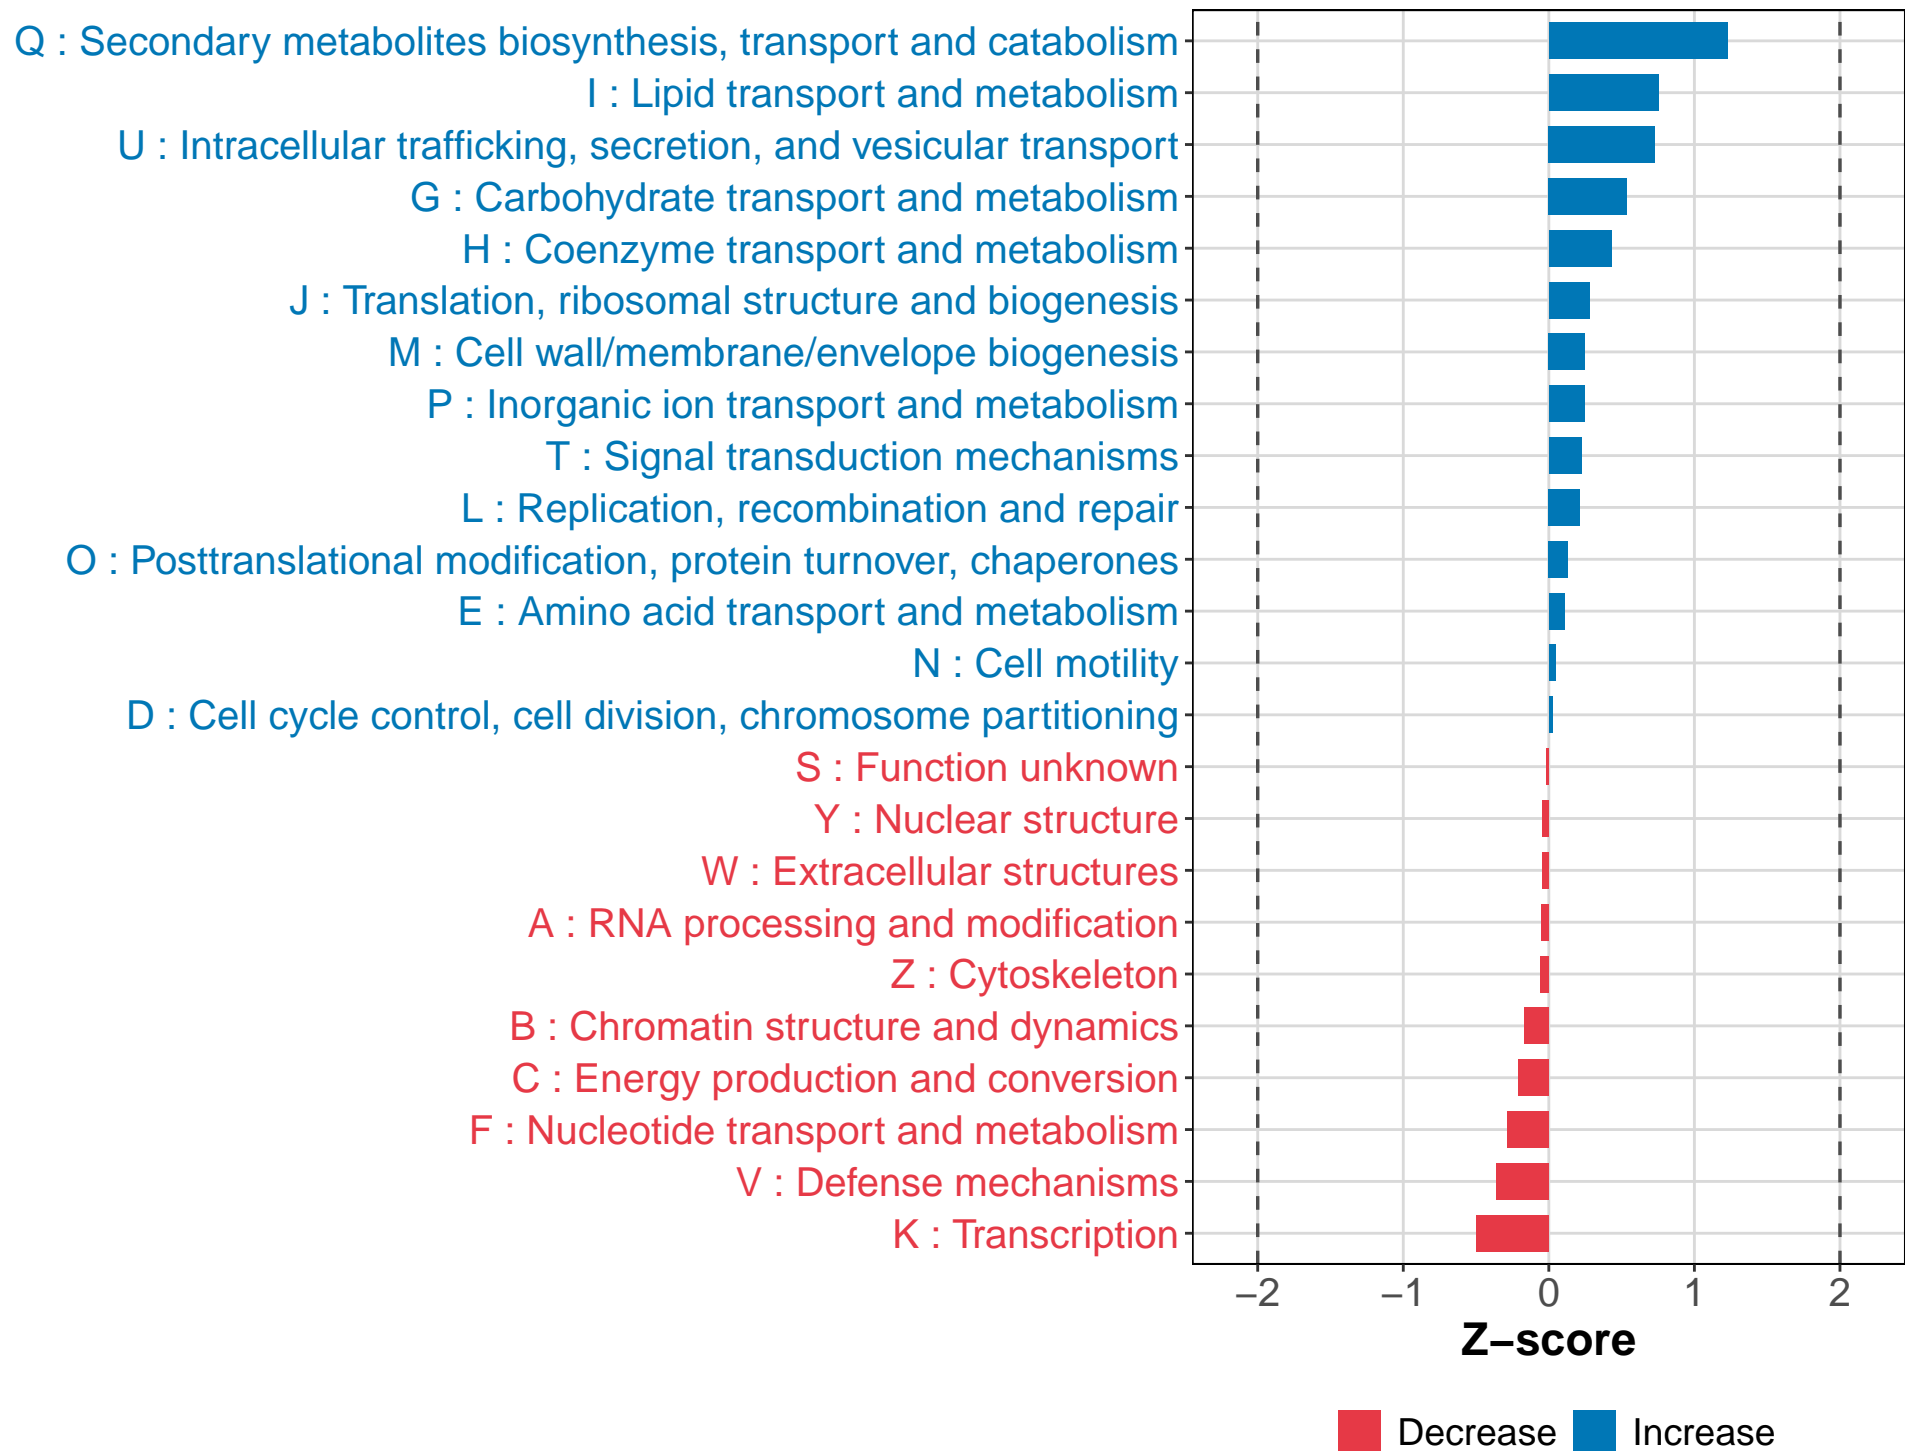 Q : Secondary metabolites biosynthesis, transport and catabolism
I : Lipid transport and metabolism
U : Intracellular trafficking, secretion, and vesicular transport
G : Carbohydrate transport and metabolism
H : Coenzyme transport and metabolism
J : Translation, ribosomal structure and biogenesis
M : Cell wall/membrane/envelope biogenesis
P : Inorganic ion transport and metabolism
T : Signal transduction mechanisms
L : Replication, recombination and repair
O : Posttranslational modification, protein turnover, chaperones
E : Amino acid transport and metabolism
N : Cell motility
D : Cell cycle control, cell division, chromosome partitioning
S : Function unknown
Y : Nuclear structure
W : Extracellular structures
A : RNA processing and modification
Z : Cytoskeleton
B : Chromatin structure and dynamics
C : Energy production and conversion
F : Nucleotide transport and metabolism
V : Defense mechanisms
K : Transcription
−2 −1 0 1 2
Z−score
Decrease Increase